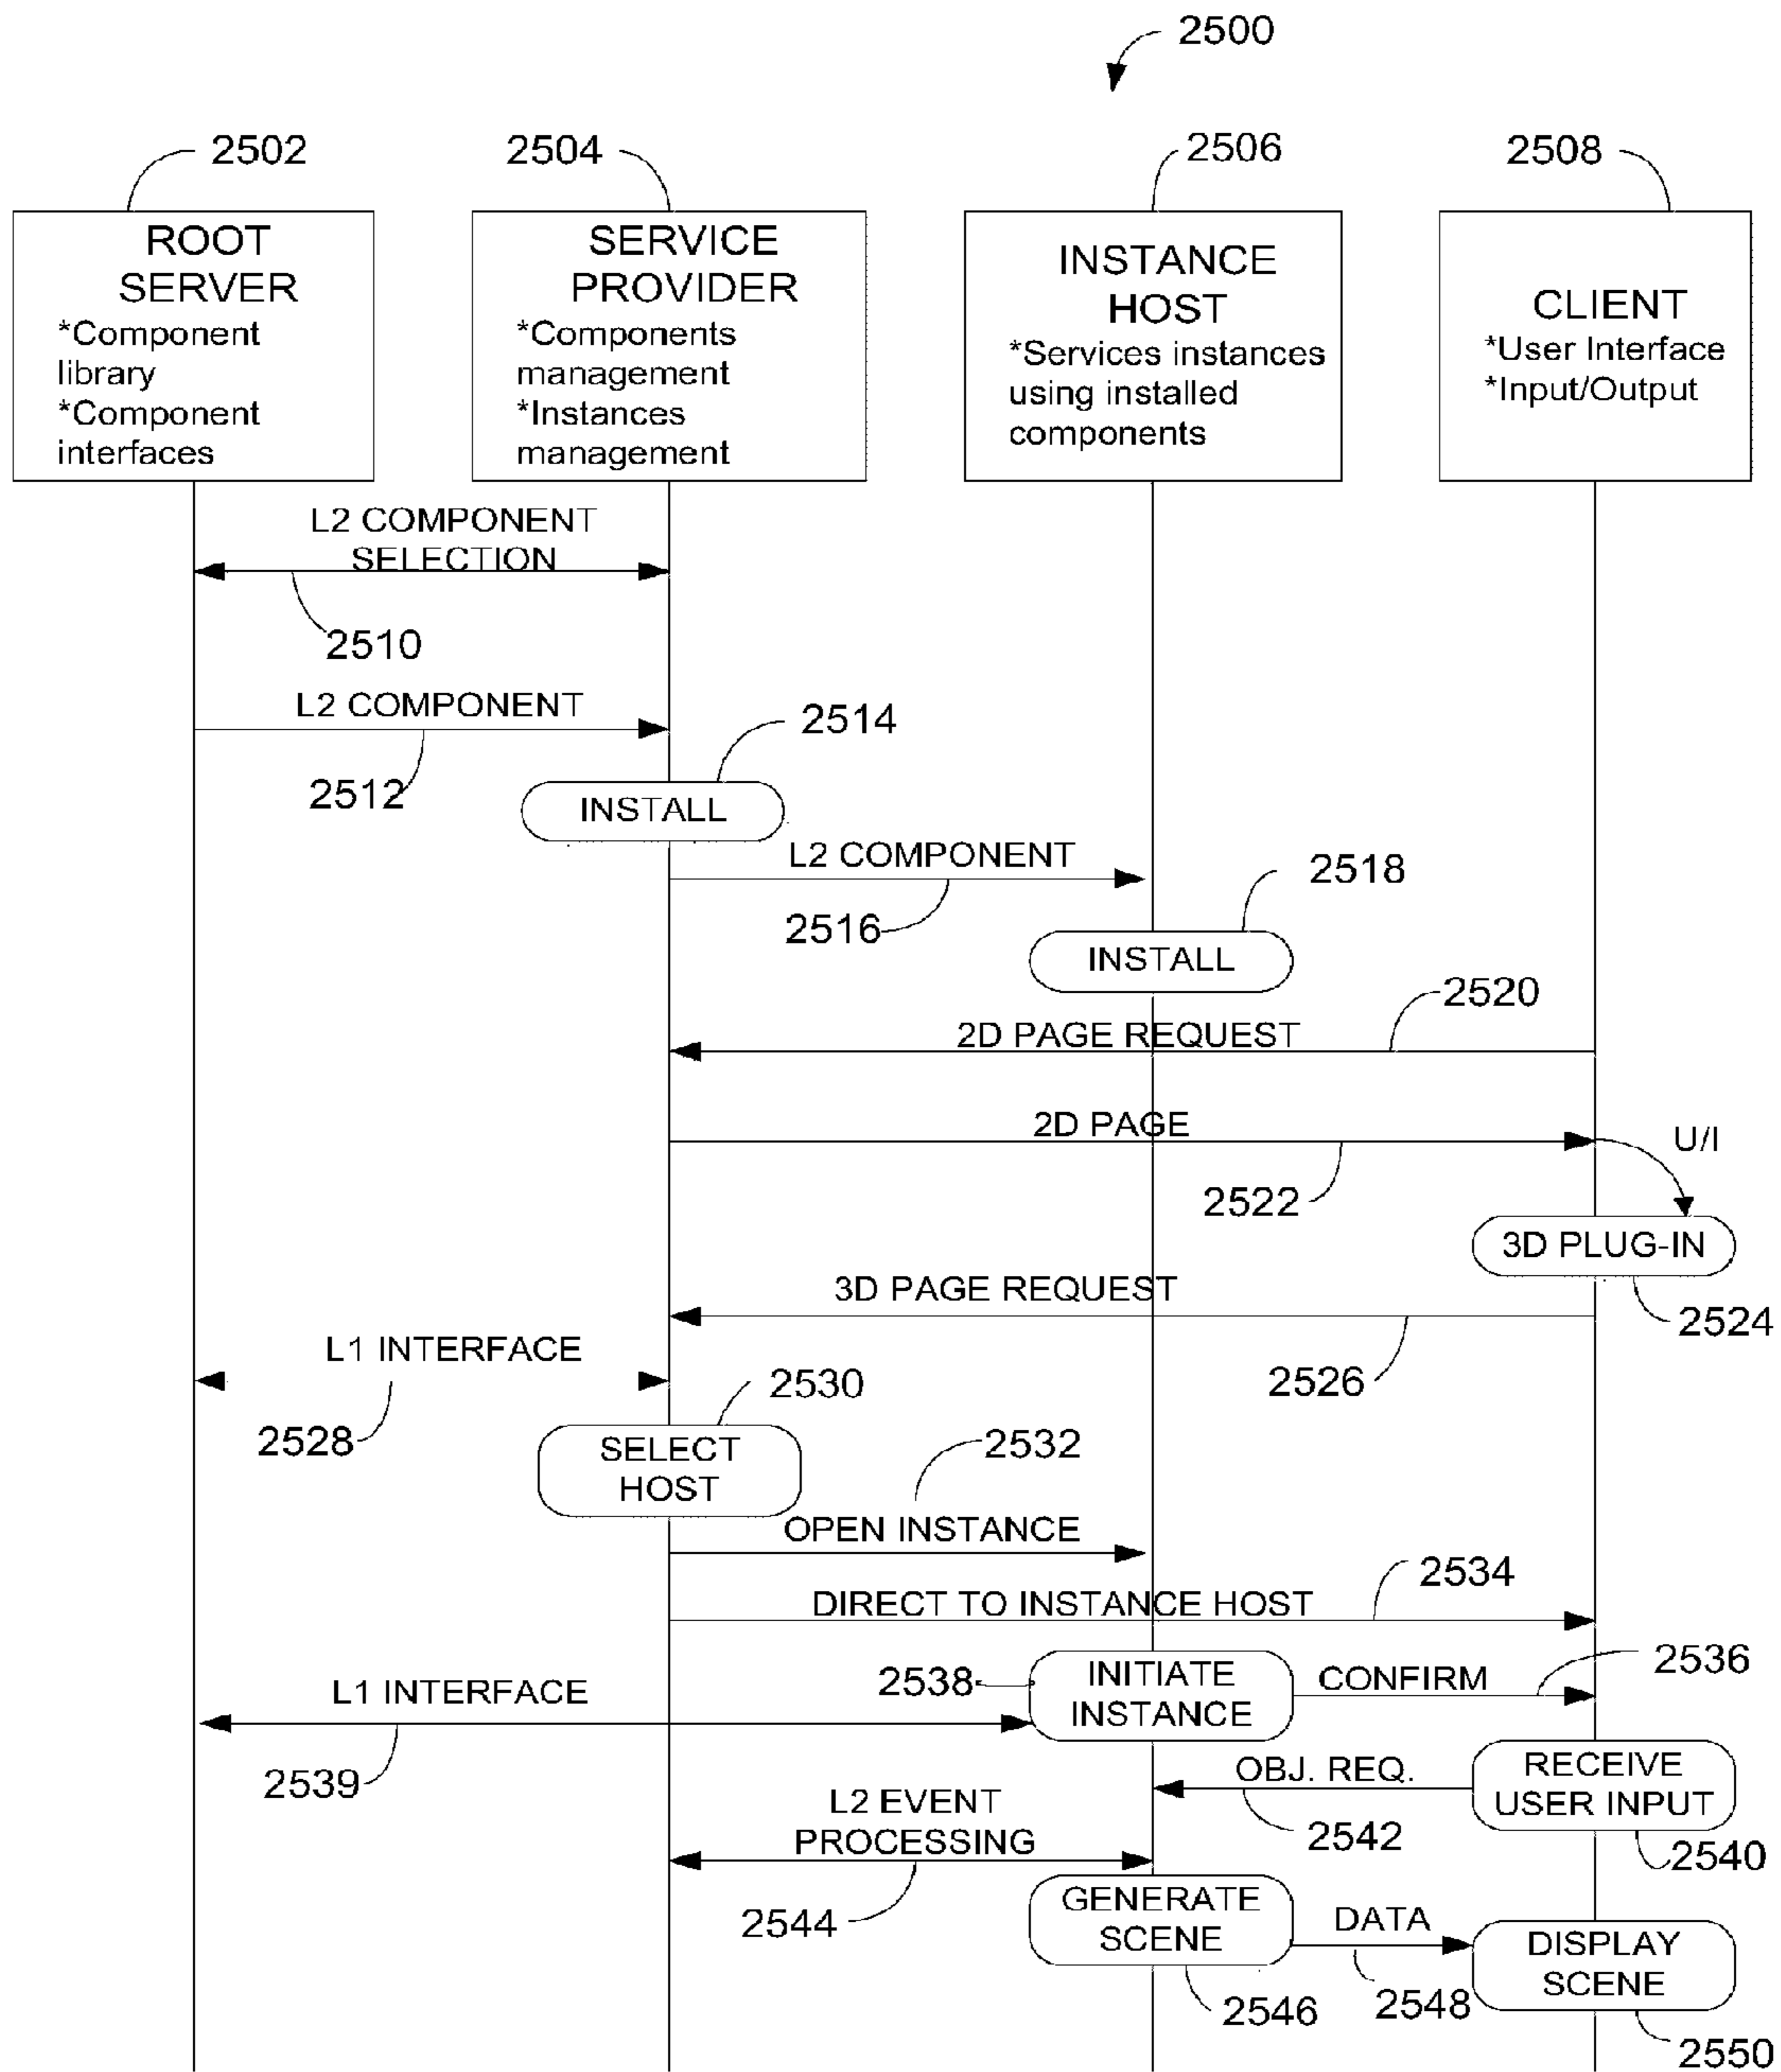 2500
2502
2504
2506
2508
ROOT
SERVER
*Component
library
*Component
interfaces
SERVICE
PROVIDER
*Components
management
*Instances
management
INSTANCE
HOST
*Services instances
using installed
components
CLIENT
*User Interface
*Input/Output
L2 COMPONENT
SELECTION
2510
L2 COMPONENT
2512
2514
INSTALL
L2 COMPONENT
2516
2518
INSTALL
2520
2D PAGE REQUEST
2D PAGE
U/I
2522
3D PLUG-IN
2524
3D PAGE REQUEST
2526
L1 INTERFACE
2528
2530
SELECT
HOST
2532
OPEN INSTANCE
2534
DIRECT TO INSTANCE HOST
2538
INITIATE
INSTANCE
CONFIRM
2536
L1 INTERFACE
2539
OBJ. REQ.
2542
RECEIVE
USER INPUT
2540
L2 EVENT
PROCESSING
2544
GENERATE
SCENE
2546
DATA
2548
DISPLAY
SCENE
2550